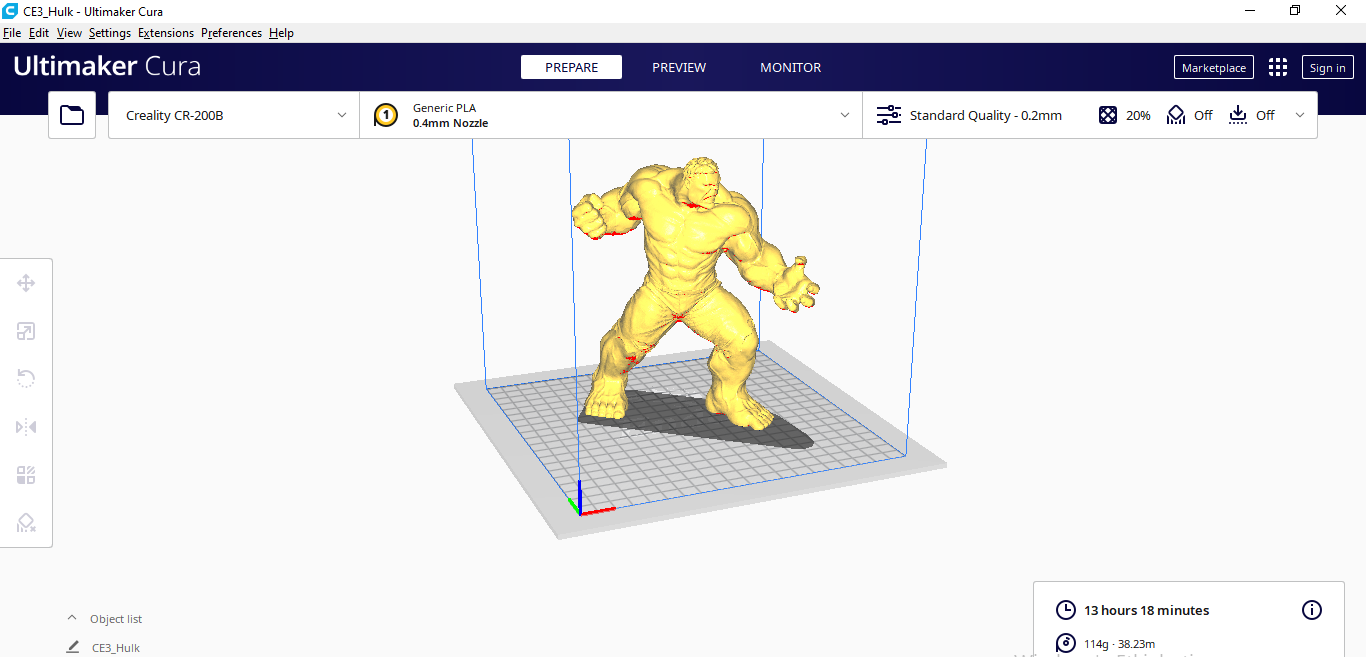 CE3_Hulk - Ultimaker Cura
File Edit View Settings Extensions Preferences Help
Ultimaker Cura
PREPARE PREVIEW MONITOR
Marketplace
Sign in
Creality CR-200B
1
Generic PLA
0.4mm Nozzle
Standard Quality - 0.2mm
20%
Off
Off
Object list
CE3_Hulk
13 hours 18 minutes
114g · 38.23m